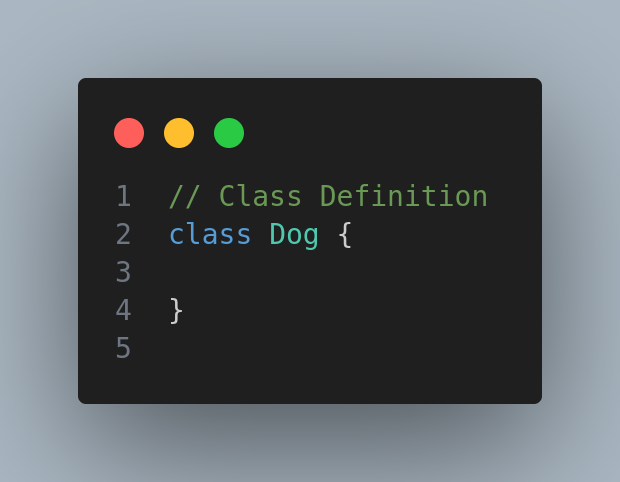 1 // Class Definition
2 class Dog {
3
4 }
5